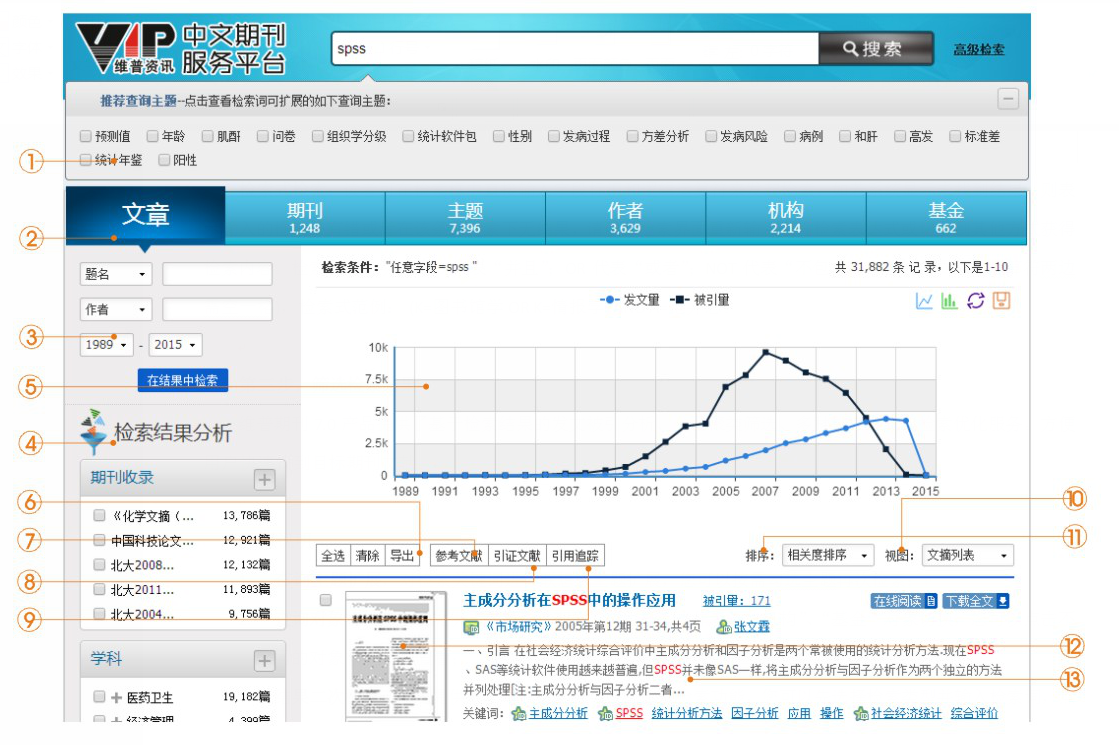 VIP 中文期刊
维普资讯 服务平台
spss
搜索
高级检索
推荐查询主题--点击查看检索词可扩展的如下查询主题:
预测值 年龄 肌酐 问卷 组织学分级 统计软件包 性别 发病过程 方差分析 发病风险 病例 和肝 高发 标准差
① 统计年鉴 阳性
文章 期刊 主题 作者 机构 基金
1,248 7,396 3,629 2,214 662
②
题名
检索条件: "任意字段=spss " 共 31,882 条 记 录, 以下是1-10
作者
发文量 被引量
③ 1989 - 2015
在结果中检索
④ 检索结果分析
⑤
10k
7.5k
5k
2.5k
0
1989 1991 1993 1995 1997 1999 2001 2003 2005 2007 2009 2011 2013 2015
期刊收录 +
⑥ 《化学文摘(... 13,786篇
⑦ 中国科技论文... 12,921篇
⑧ 北大2008... 12,132篇
北大2011... 11,893篇
⑨ 北大2004... 9,756篇
学科 +
+ 医药卫生 19,182篇
+ 经济管理 4,399篇
⑩
⑪
全选 清除 导出 参考文献 引证文献 引用追踪 排序: 相关度排序 视图: 文摘列表
主成分分析在SPSS中的操作应用 被引量: 171 在线阅读 下载全文
《市场研究》2005年第12期 31-34,共4页 张文霖
⑫
一、引言 在社会经济统计综合评价中主成分分析和因子分析是两个常被使用的统计分析方法.现在SPSS
、SAS等统计软件使用越来越普遍,但SPSS并未像SAS一样,将主成分分析与因子分析作为两个独立的方法
⑬
并列处理[注:主成分分析与因子分析二者...
关键词: 主成分分析 SPSS 统计分析方法 因子分析 应用 操作 社会经济统计 综合评价
主成分分析在SPSS中的操作应用